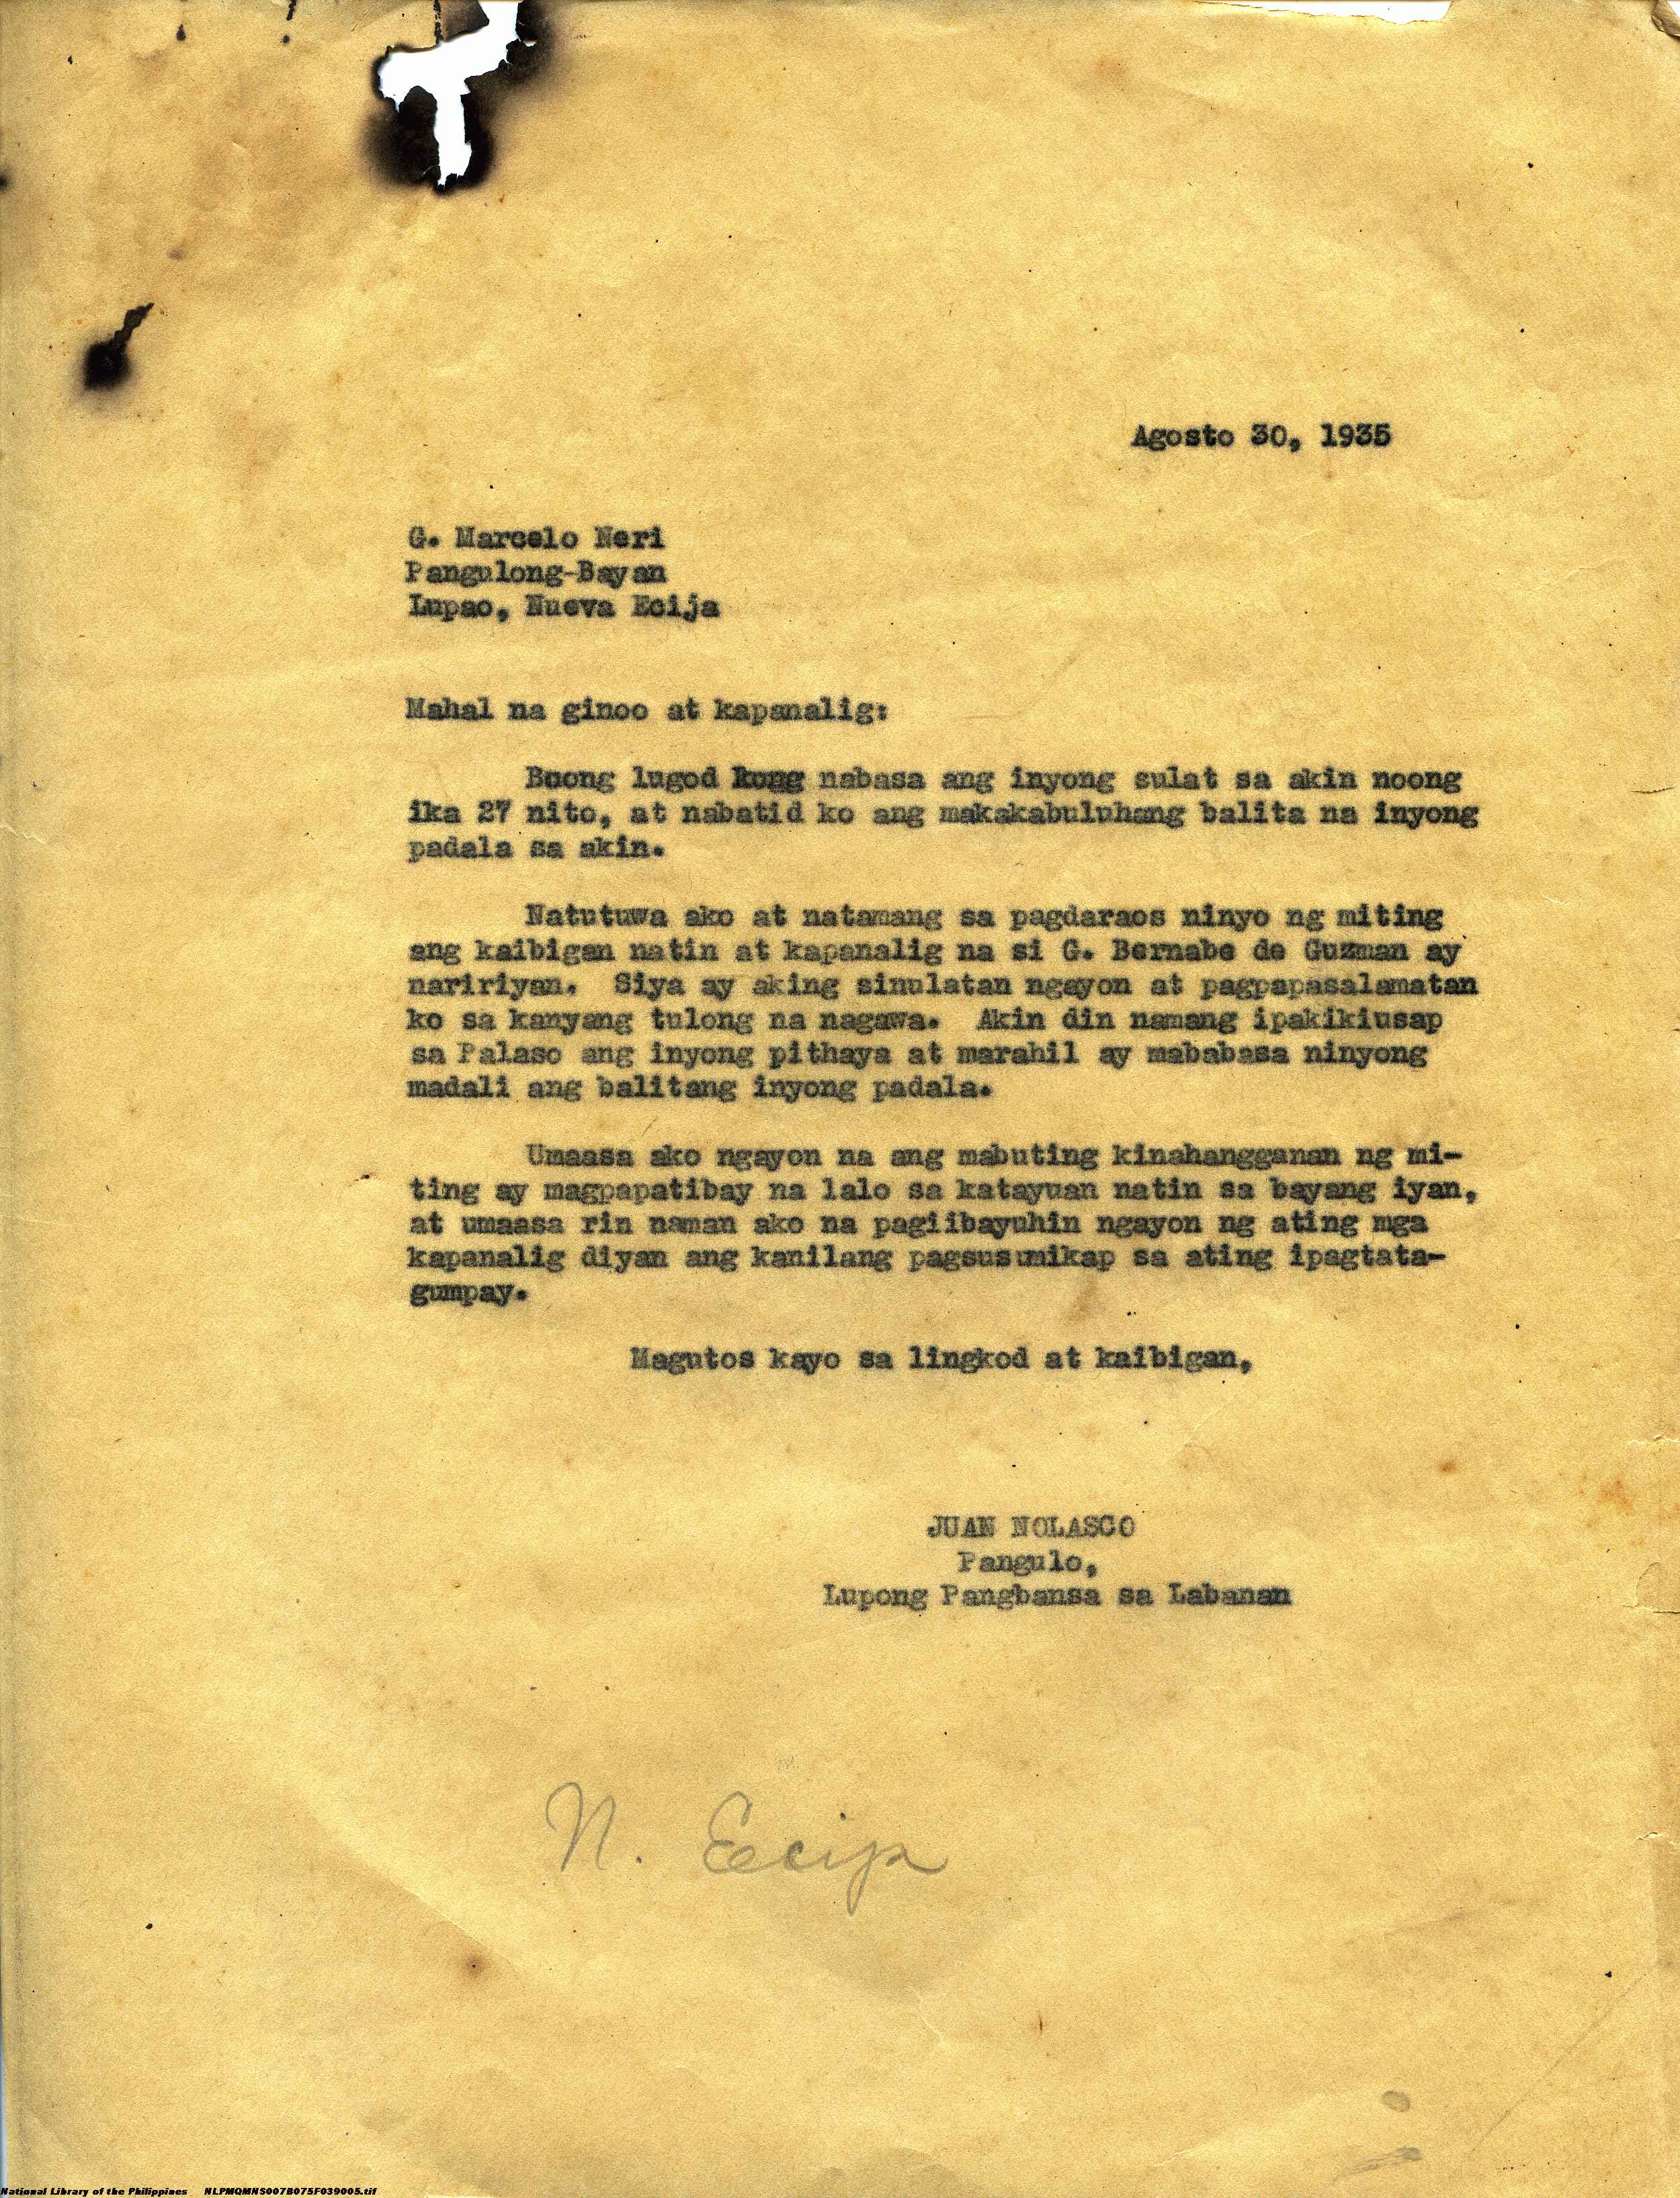 Agosto 30, 1935
G. Marcelo Neri
Pangulong-Bayan
Lupao, Nueva Ecija
Mahal na ginoo at kapanalig:
Boong lugod kong nabasa ang inyong sulat sa akin noong
ika 27 nito, at nabatid ko ang makakabuluhang balita na inyong
padala sa akin.
Natutuwa ako at natamang sa pagdaraos ninyo ng miting
ang kaibigan natin at kapanalig na si G. Bernabe de Guzman ay
naririyan. Siya ay aking sinulatan ngayon at pagpapasalamatan
ko sa kanyang tulong na nagawa. Akin din namang ipakikiusap
sa Palaso ang inyong pithaya at marahil ay mababasa ninyong
madali ang balitang inyong padala.
Umaasa ako ngayon na ang mabuting kinahangganan ng mi-
ting ay magpapatibay na lalo sa katayuan natin sa bayang iyan,
at umaasa rin naman ako na pagiibayuhin ngayon ng ating mga
kapanalig diyan ang kanilang pagsusumikap sa ating ipagtata-
gumpay.
Magutos kayo sa lingkod at kaibigan,
JUAN NOLASCO
Pangulo,
Lupong Pangbansa sa Labanan
N. Ecija
National Library of the Philippines NLPMQMNS007B075F039005.tif